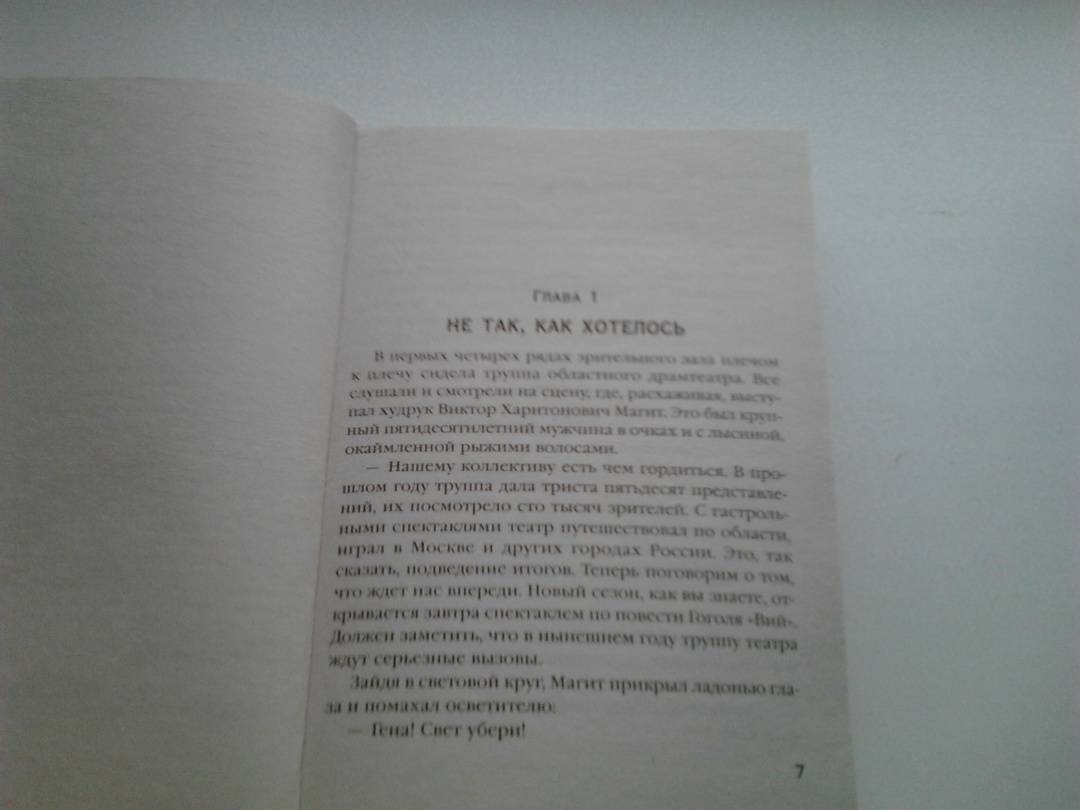 Глава 1
НЕ ТАК, КАК ХОТЕЛОСЬ
В первых четырех рядах зрительного зала плечом
к плечу сидела труппа областного драмтеатра. Все
слушали и смотрели на сцену, где, расхаживая, высту-
пал худрук Виктор Харитонович Магит. Это был круп-
ный пятидесятилетний мужчина в очках и с лысиной,
окаймленной рыжими волосами.
— Нашему коллективу есть чем гордиться. В про-
шлом году труппа дала триста пятьдесят представле-
ний, их посмотрело сто тысяч зрителей. С гастроль-
ными спектаклями театр путешествовал по области,
играл в Москве и других городах России. Это, так
сказать, подведение итогов. Теперь поговорим о том,
что ждет нас впереди. Новый сезон, как вы знаете, от-
крывается завтра спектаклем по повести Гоголя «Вий».
Должен заметить, что в нынешнем году труппу театра
ждут серьезные вызовы.
Зайдя в световой круг, Магит прикрыл ладонью гла-
за и помахал осветителю:
— Гена! Свет убери!
7